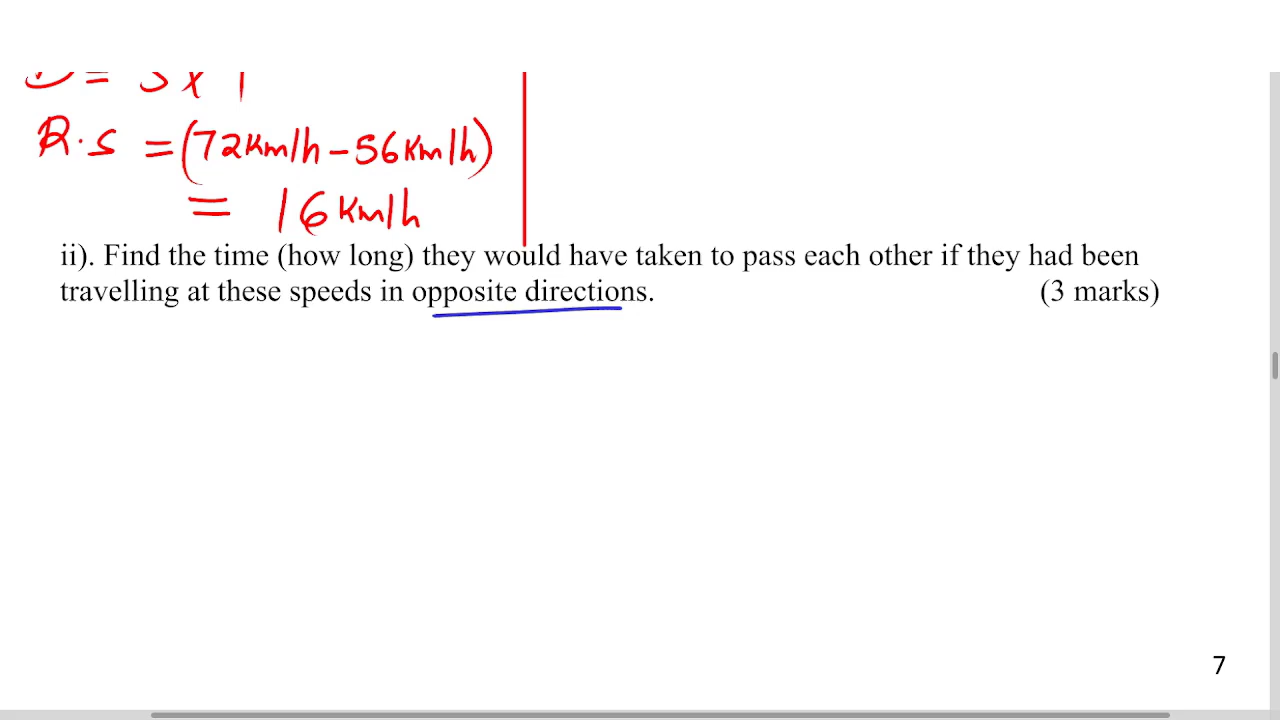 D = S x T
R.S = (72Km/h - 56Km/h)
= 16Km/h
ii). Find the time (how long) they would have taken to pass each other if they had been
travelling at these speeds in opposite directions. (3 marks)
7